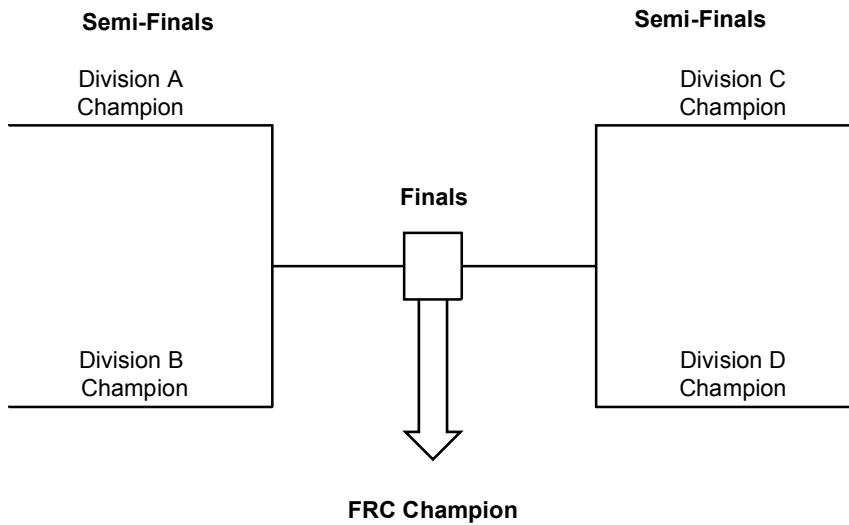 Semi-Finals
Semi-Finals
Division A
Champion
Division C
Champion
Finals
Division B
Champion
Division D
Champion
FRC Champion